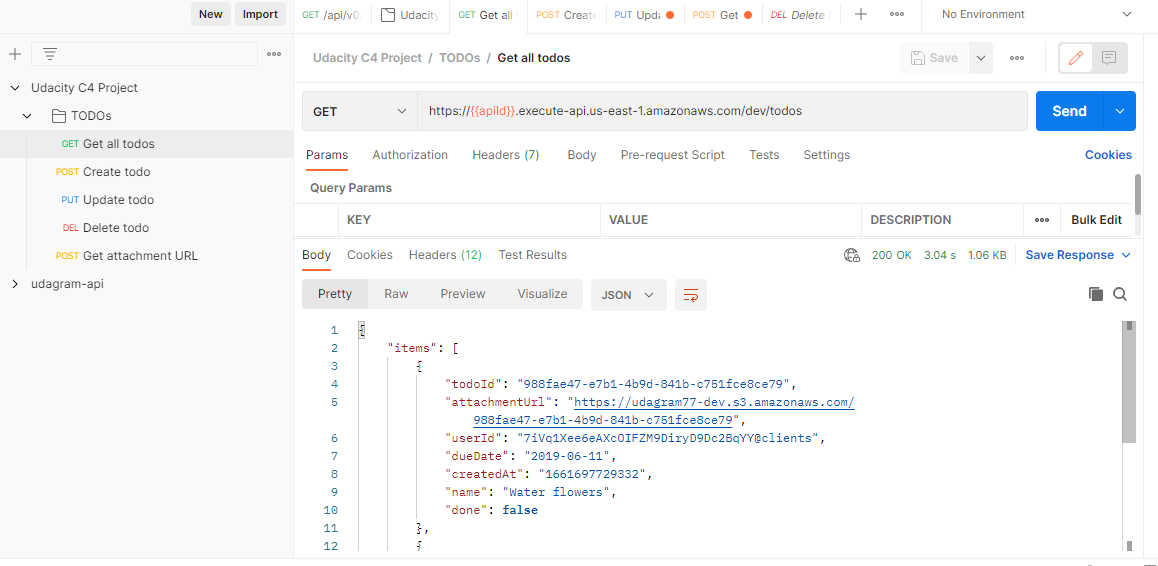 New Import GET /api/v0 Udacity GET Get all POST Create PUT Upda POST Get DEL Delete No Environment
Udacity C4 Project / TODOs / Get all todos Save
Udacity C4 Project
TODOs
GET Get all todos
POST Create todo
PUT Update todo
DEL Delete todo
POST Get attachment URL
udagram-api
GET https://{{apiId}}.execute-api.us-east-1.amazonaws.com/dev/todos Send
Params Authorization Headers (7) Body Pre-request Script Tests Settings Cookies
Query Params
KEY VALUE DESCRIPTION Bulk Edit
Body Cookies Headers (12) Test Results 200 OK 3.04 s 1.06 KB Save Response
Pretty Raw Preview Visualize JSON
1 {
2 "items": [
3 {
4 "todoId": "988fae47-e7b1-4b9d-841b-c751fce8ce79",
5 "attachmentUrl": "https://udagram77-dev.s3.amazonaws.com/
988fae47-e7b1-4b9d-841b-c751fce8ce79",
6 "userId": "7iVq1Xee6eAXcOIFZM9DiryD9Dc2BqYY@clients",
7 "dueDate": "2019-06-11",
8 "createdAt": "1661697729332",
9 "name": "Water flowers",
10 "done": false
11 },
12 {